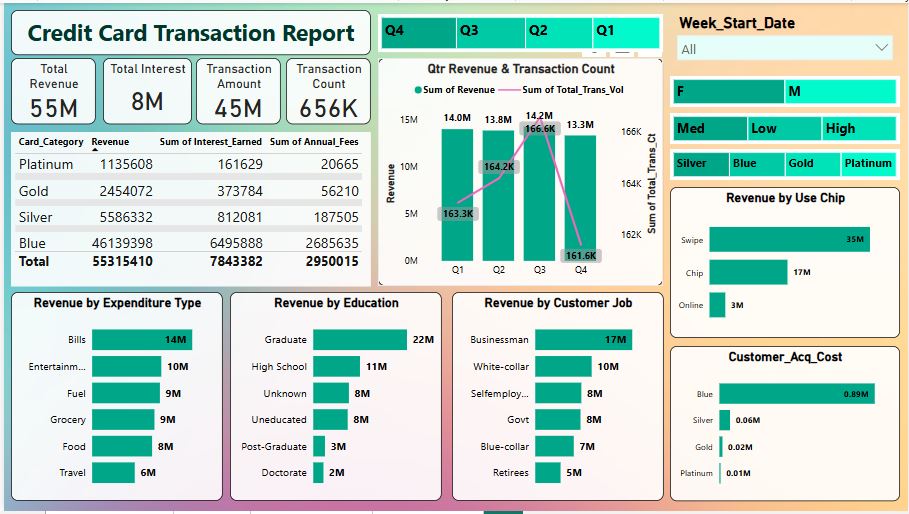 Credit Card Transaction Report
Q4 Q3 Q2 Q1
Week_Start_Date
All
Total Revenue
55M
Total Interest
8M
Transaction Amount
45M
Transaction Count
656K
F M
Med Low High
Silver Blue Gold Platinum
Card_Category Revenue Sum of Interest_Earned Sum of Annual_Fees
Platinum 1135608 161629 20665
Gold 2454072 373784 56210
Silver 5586332 812081 187505
Blue 46139398 6495888 2685635
Total 55315410 7843382 2950015
Qtr Revenue & Transaction Count
Sum of Revenue Sum of Total_Trans_Vol
Revenue
15M
10M
5M
0M
14.0M 13.8M 14.2M 13.3M
163.3K 164.2K 166.6K 161.6K
Q1 Q2 Q3 Q4
166K
164K
162K
Sum of Total_Trans_Ct
Revenue by Use Chip
Swipe 35M
Chip 17M
Online 3M
Revenue by Expenditure Type
Bills 14M
Entertainm... 10M
Fuel 9M
Grocery 9M
Food 8M
Travel 6M
Revenue by Education
Graduate 22M
High School 11M
Unknown 8M
Uneducated 8M
Post-Graduate 3M
Doctorate 2M
Revenue by Customer Job
Businessman 17M
White-collar 10M
Selfemploy... 8M
Govt 8M
Blue-collar 7M
Retirees 5M
Customer_Acq_Cost
Blue 0.89M
Silver 0.06M
Gold 0.02M
Platinum 0.01M